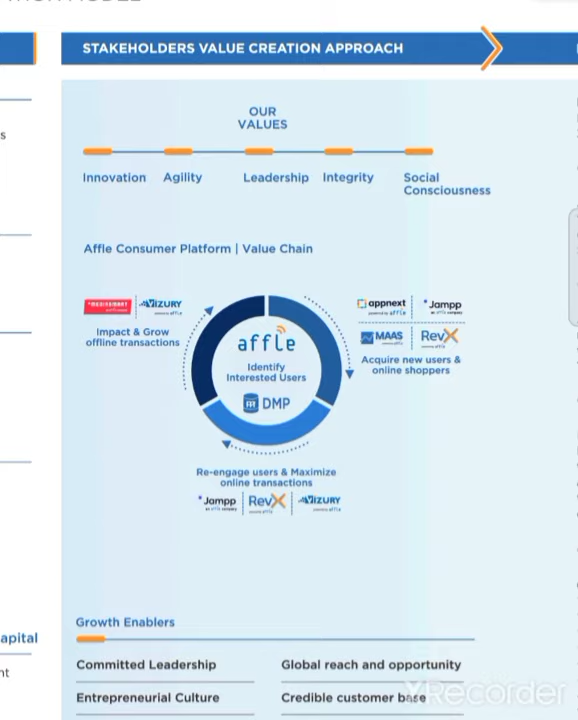 STAKEHOLDERS VALUE CREATION APPROACH
s
OUR
VALUES
Innovation
Agility
Leadership
Integrity
Social
Consciousness
Affle Consumer Platform | Value Chain
VIZURY
Impact & Grow
offline transactions
affle
Identify
Interested Users
DMP
appnext
Jampp
MAAS
RevX
Acquire new users &
online shoppers
Re-engage users & Maximize
online transactions
Jampp
RevX
VIZURY
Growth Enablers
apital
Committed Leadership
Global reach and opportunity
nt
Entrepreneurial Culture
Credible customer base
XRecorder